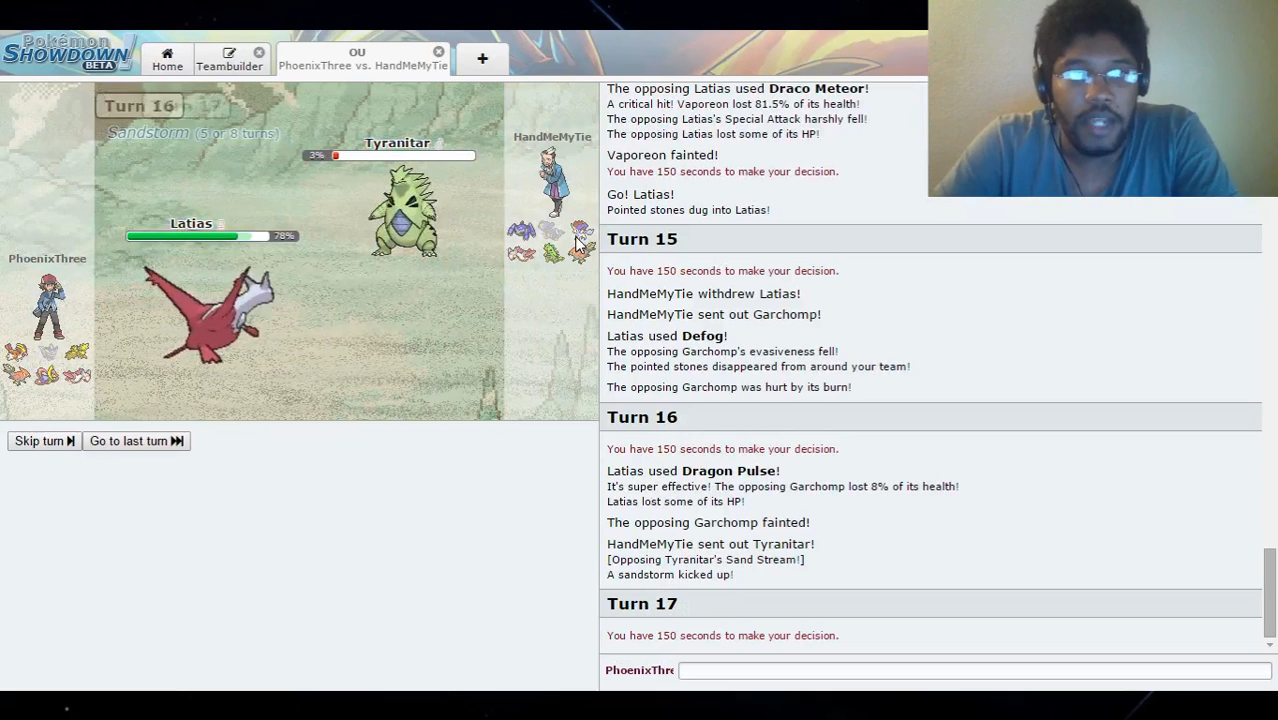 Pokémon
SHOWDOWN!
BETA
Home
Teambuilder
OU
PhoenixThree vs. HandMeMyTie
+
Turn 16
17
Sandstorm (5 or 8 turns)
Tyranitar
3%
HandMeMyTie
Latias
78%
PhoenixThree
Skip turn
Go to last turn
The opposing Latias used Draco Meteor!
A critical hit! Vaporeon lost 81.5% of its health!
The opposing Latias's Special Attack harshly fell!
The opposing Latias lost some of its HP!
Vaporeon fainted!
You have 150 seconds to make your decision.
Go! Latias!
Pointed stones dug into Latias!
Turn 15
You have 150 seconds to make your decision.
HandMeMyTie withdrew Latias!
HandMeMyTie sent out Garchomp!
Latias used Defog!
The opposing Garchomp's evasiveness fell!
The pointed stones disappeared from around your team!
The opposing Garchomp was hurt by its burn!
Turn 16
You have 150 seconds to make your decision.
Latias used Dragon Pulse!
It's super effective! The opposing Garchomp lost 8% of its health!
Latias lost some of its HP!
The opposing Garchomp fainted!
HandMeMyTie sent out Tyranitar!
[Opposing Tyranitar's Sand Stream!]
A sandstorm kicked up!
Turn 17
You have 150 seconds to make your decision.
PhoenixThre